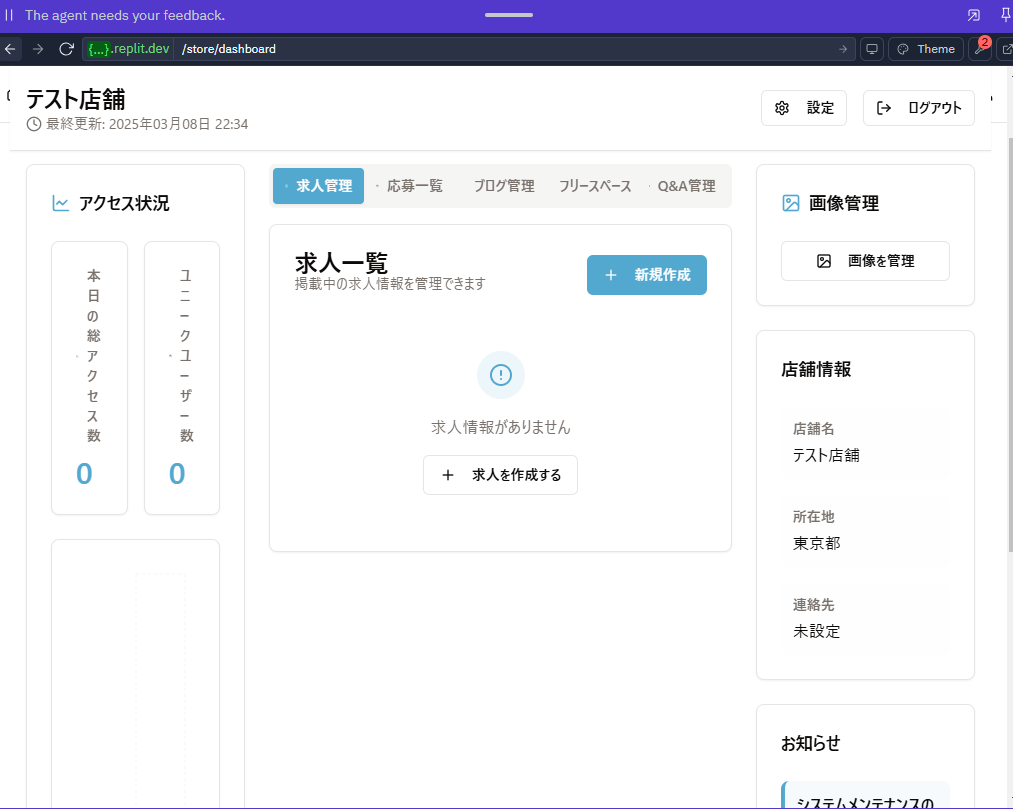 The agent needs your feedback.
{...}.replit.dev /store/dashboard
Theme
2
テスト店舗
最終更新: 2025年03月08日 22:34
設定
ログアウト
アクセス状況
本日の総アクセス数
0
ユニークユーザー数
0
求人管理
応募一覧
ブログ管理
フリースペース
Q&A管理
求人一覧
掲載中の求人情報を管理できます
新規作成
求人情報がありません
求人を作成する
画像管理
画像を管理
店舗情報
店舗名
テスト店舗
所在地
東京都
連絡先
未設定
お知らせ
システムメンテナンスの